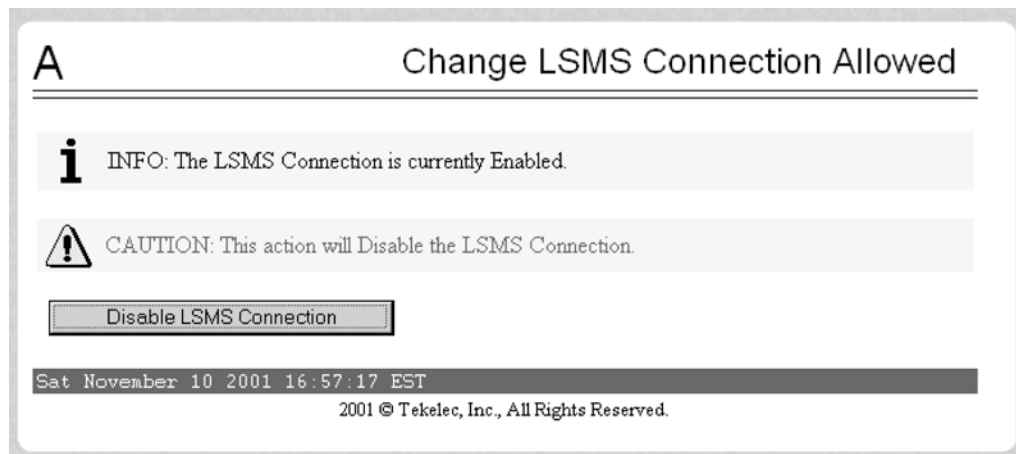 A
Change LSMS Connection Allowed
i
INFO: The LSMS Connection is currently Enabled.
CAUTION: This action will Disable the LSMS Connection.
Disable LSMS Connection
Sat November 10 2001 16:57:17 EST
2001 © Tekelec, Inc., All Rights Reserved.